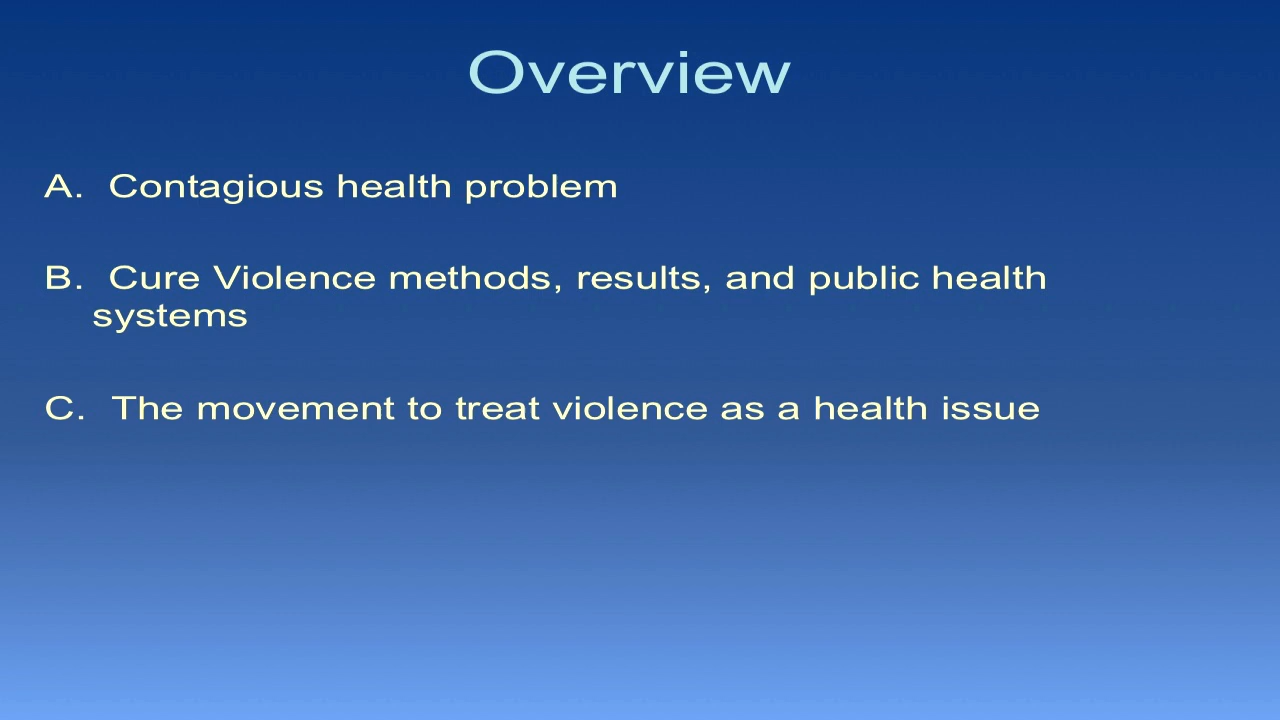 Overview
A. Contagious health problem
B. Cure Violence methods, results, and public health
systems
C. The movement to treat violence as a health issue